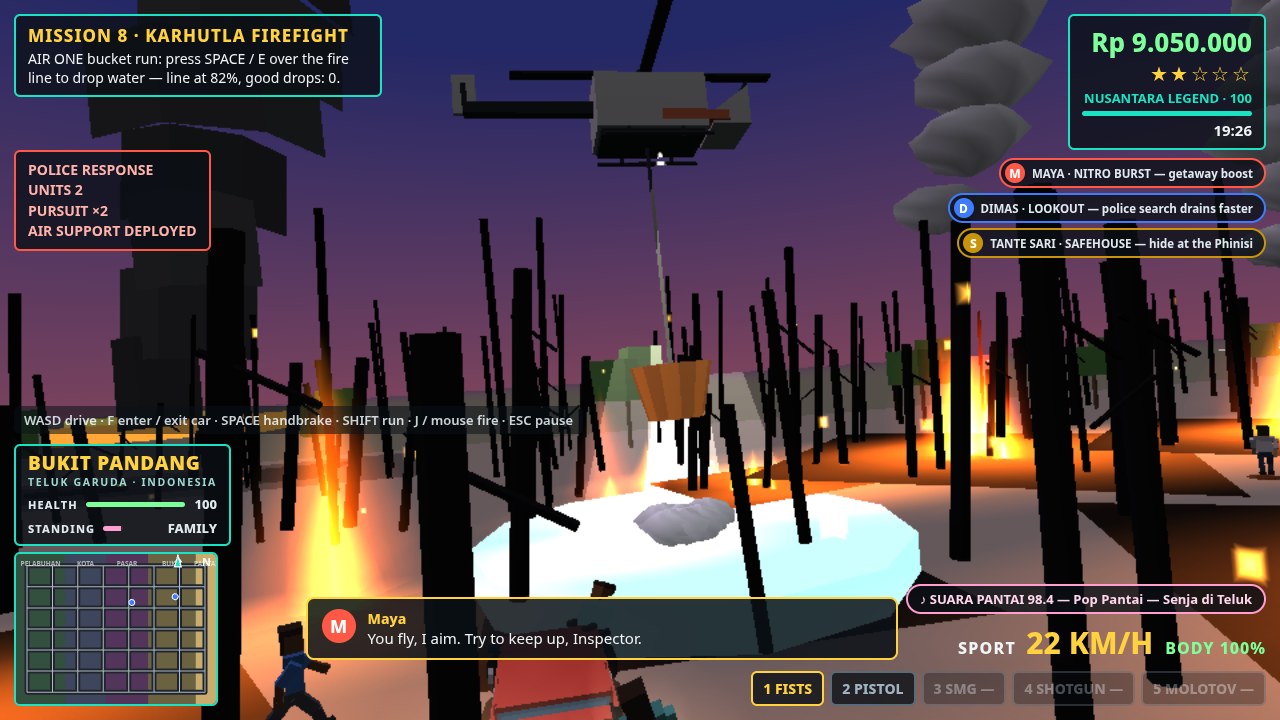 MISSION 8 · KARHUTLA FIREFIGHT
AIR ONE bucket run: press SPACE / E over the fire
line to drop water — line at 82%, good drops: 0.
Rp 9.050.000
★★☆☆☆
NUSANTARA LEGEND · 100
19:26
POLICE RESPONSE
UNITS 2
PURSUIT ×2
AIR SUPPORT DEPLOYED
M MAYA · NITRO BURST — getaway boost
D DIMAS · LOOKOUT — police search drains faster
S TANTE SARI · SAFEHOUSE — hide at the Phinisi
WASD drive · F enter / exit car · SPACE handbrake · SHIFT run · J / mouse fire · ESC pause
BUKIT PANDANG
TELUK GARUDA · INDONESIA
HEALTH 100
STANDING FAMILY
PELABUHAN KOTA PASAR N
M
Maya
You fly, I aim. Try to keep up, Inspector.
♪ SUARA PANTAI 98.4 — Pop Pantai — Senja di Teluk
SPORT 22 KM/H BODY 100%
1 FISTS 2 PISTOL 3 SMG — 4 SHOTGUN — 5 MOLOTOV —